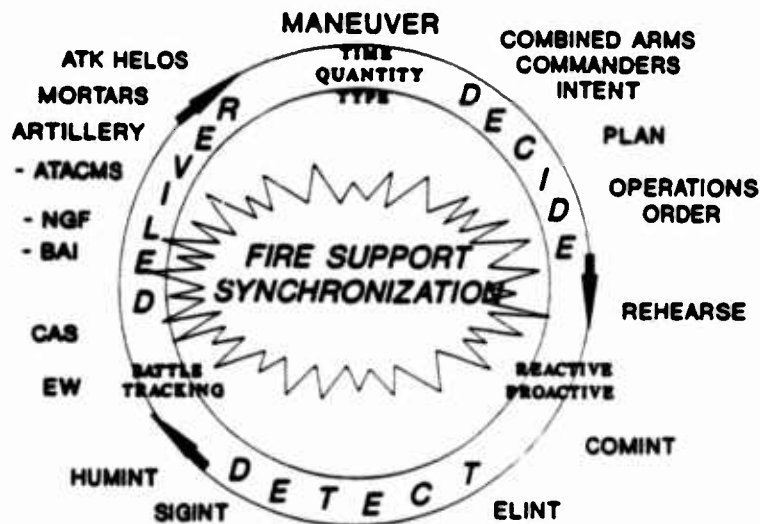 MANEUVER
TIME
QUANTITY
TYPE
COMBINED ARMS
COMMANDERS
INTENT
PLAN
OPERATIONS
ORDER
REHEARSE
DECIDE
REACTIVE
PROACTIVE
COMINT
ELINT
DETECT
SIGINT
HUMINT
BATTLE
TRACKING
EW
CAS
- BAI
- NGF
- ATACMS
ARTILLERY
MORTARS
ATK HELOS
DELIVER
FIRE SUPPORT
SYNCHRONIZATION